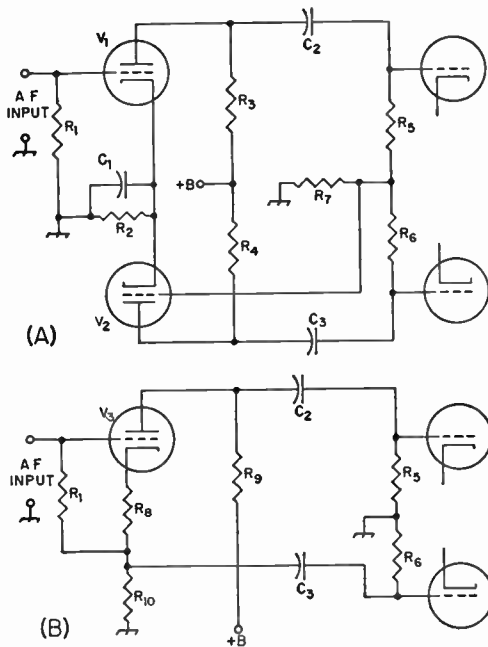 V1
C2
A F
INPUT
R1
R3
R5
C1
+B
R7
R2
R4
R6
V2
C3
(A)
V3
C2
A F
INPUT
R1
R8
R9
R5
R6
C3
R10
+B
(B)